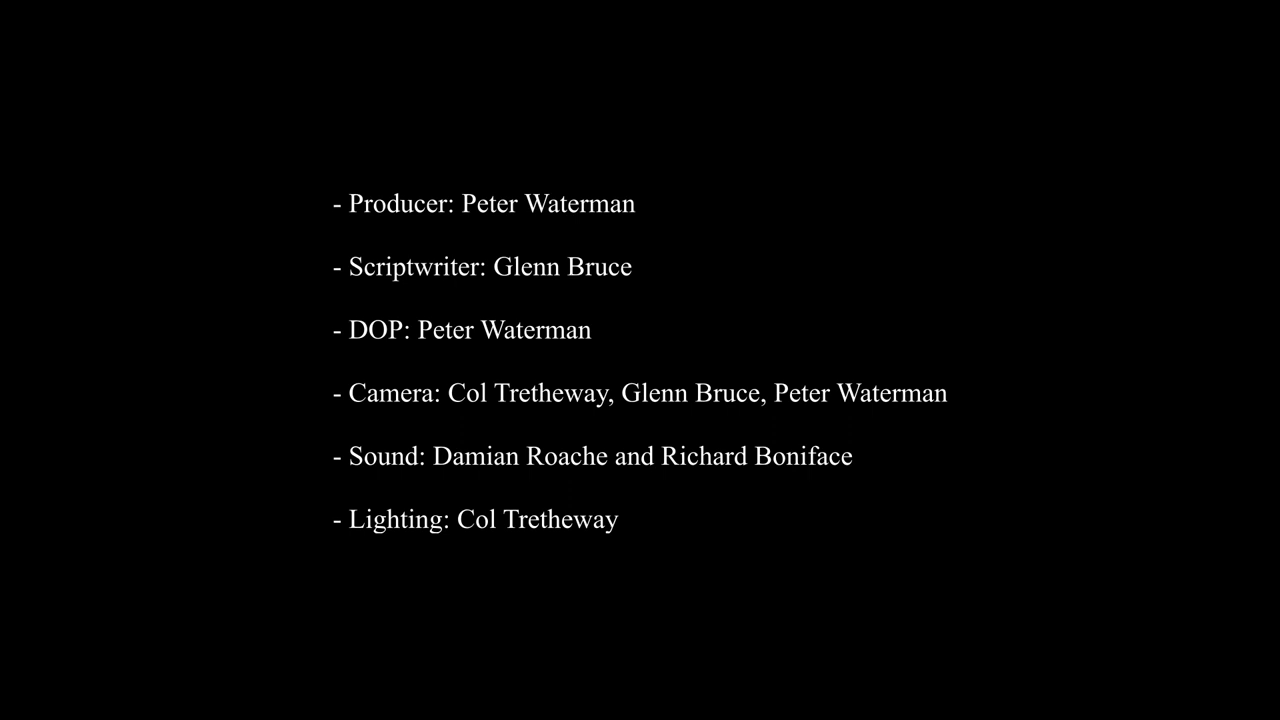 - Producer: Peter Waterman
- Scriptwriter: Glenn Bruce
- DOP: Peter Waterman
- Camera: Col Tretheway, Glenn Bruce, Peter Waterman
- Sound: Damian Roache and Richard Boniface
- Lighting: Col Tretheway